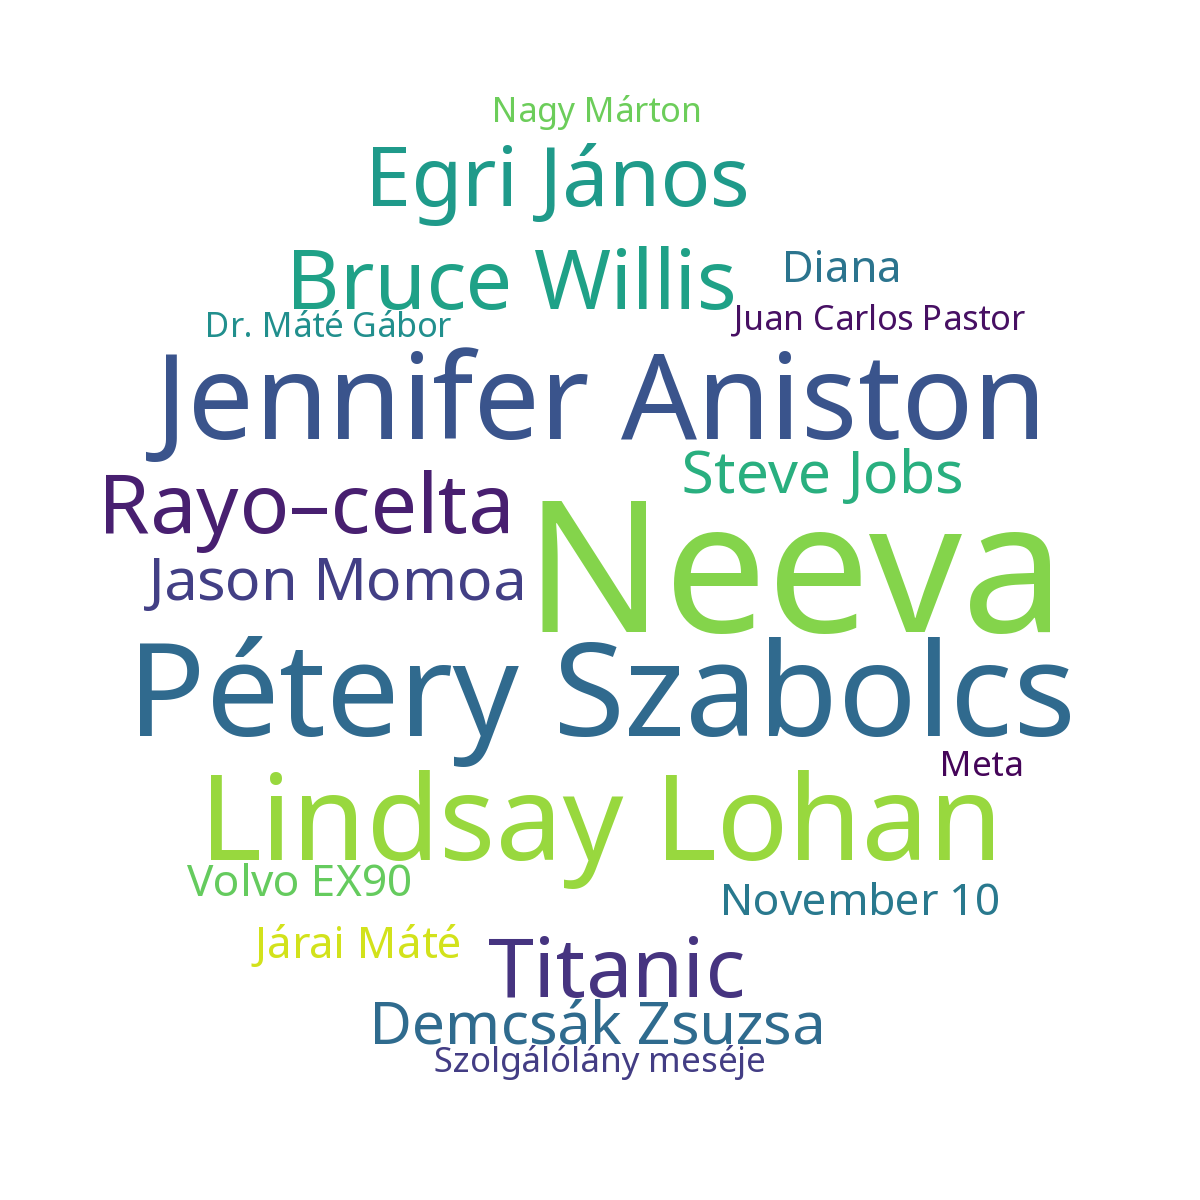 Nagy Márton
Egri János
Bruce Willis
Diana
Dr. Máté Gábor
Juan Carlos Pastor
Jennifer Aniston
Steve Jobs
Rayo–celta
Neeva
Jason Momoa
Pétery Szabolcs
Meta
Lindsay Lohan
Volvo EX90
November 10
Járai Máté
Titanic
Demcsák Zsuzsa
Szolgálólány meséje